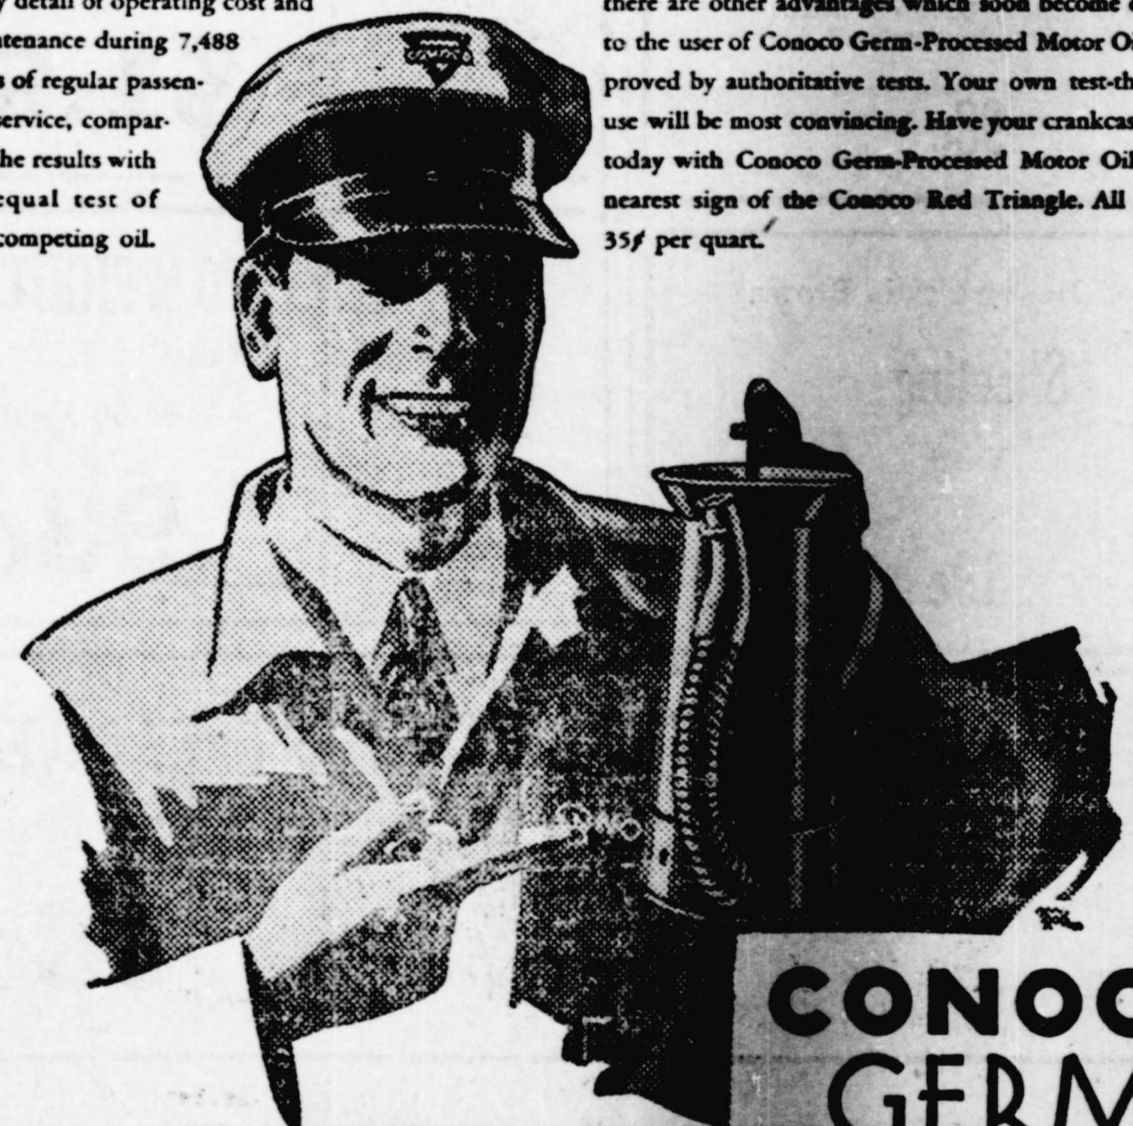 detail of operating cost and
tenance during 7,488
s of regular passen-
service, compar-
he results with
equal test of
competing oil.
there are other advantages which soon become
to the user of Conoco Germ-Processed Motor
proved by authoritative tests. Your own test-th
use will be most convincing. Have your crankcas
today with Conoco Germ-Processed Motor Oil
nearest sign of the Conoco Red Triangle. All
35¢ per quart.
CONOC
GERM